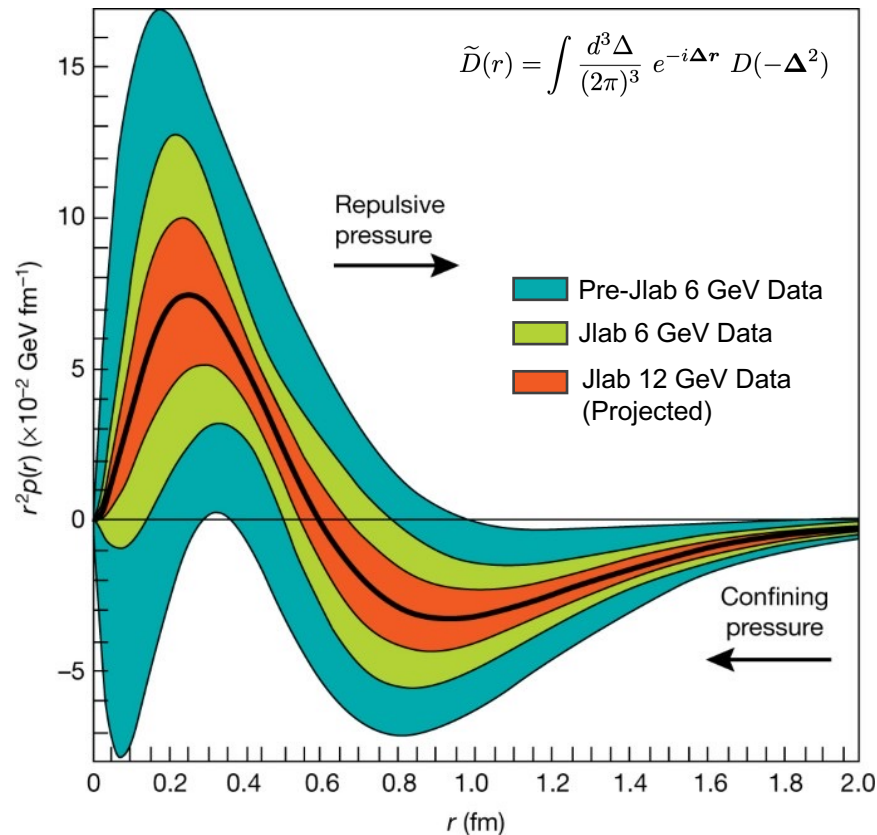 D̃(r) = ∫ d³Δ/(2π)³ e^{-iΔr} D(-Δ²)
Repulsive
pressure
Pre-Jlab 6 GeV Data
Jlab 6 GeV Data
Jlab 12 GeV Data
(Projected)
Confining
pressure
r²p(r) (×10⁻² GeV fm⁻¹)
15
10
5
0
−5
0 0.2 0.4 0.6 0.8 1.0 1.2 1.4 1.6 1.8 2.0
r (fm)